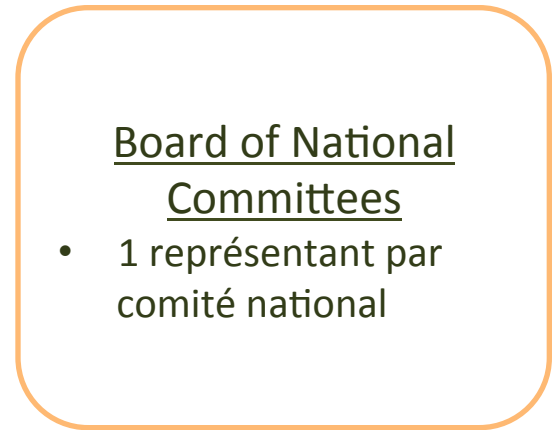 Board of National
Committees
• 1 représentant par
comité national